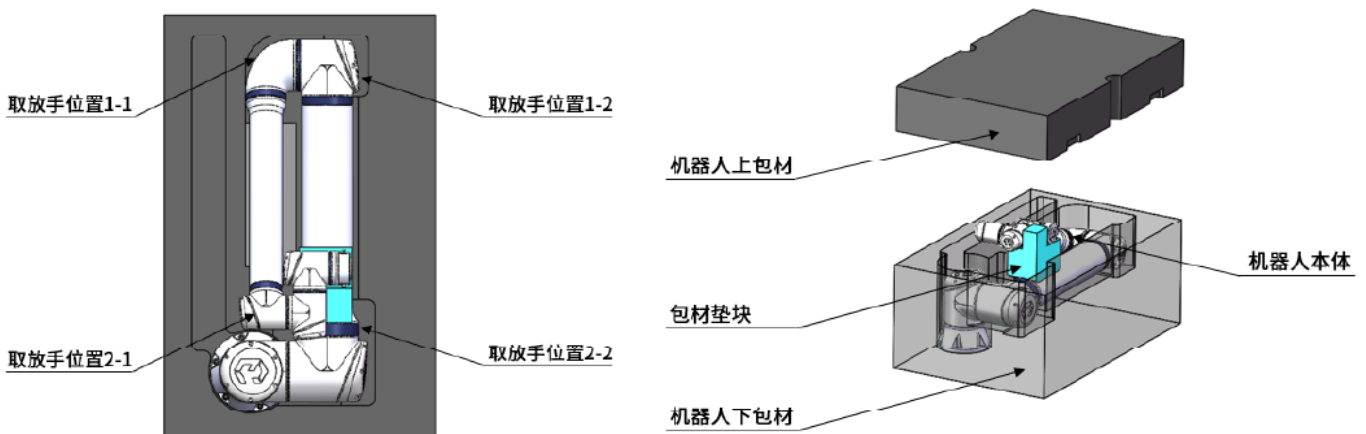 取放手位置1-1
取放手位置1-2
取放手位置2-1
取放手位置2-2
机器人上包材
机器人本体
包材垫块
机器人下包材